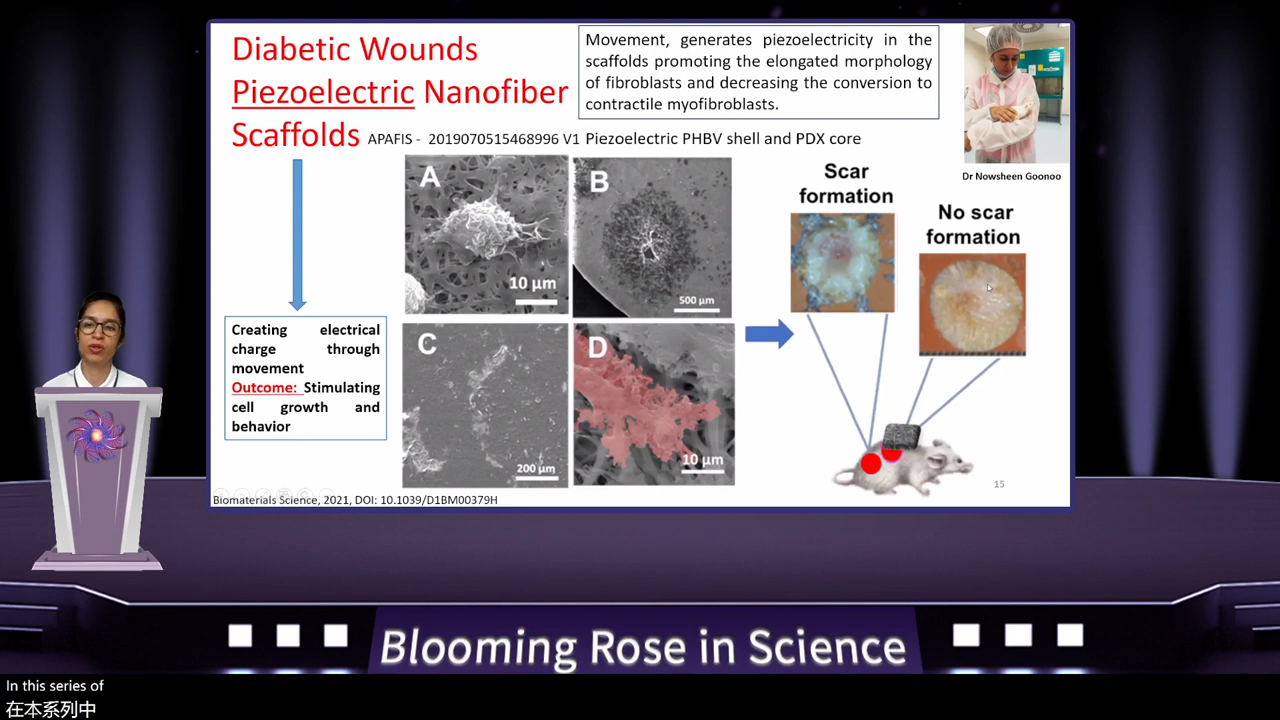 Diabetic Wounds
Piezoelectric Nanofiber
Scaffolds
APAFIS - 2019070515468996 V1 Piezoelectric PHBV shell and PDX core
Movement, generates piezoelectricity in the
scaffolds promoting the elongated morphology
of fibroblasts and decreasing the conversion to
contractile myofibroblasts.
Dr Nowsheen Goonoo
Creating electrical
charge through
movement
Outcome: Stimulating
cell growth and
behavior
A
10 µm
B
500 µm
C
200 µm
D
10 µm
Scar
formation
No scar
formation
15
Biomaterials Science, 2021, DOI: 10.1039/D1BM00379H
Blooming Rose in Science
In this series of
在本系列中